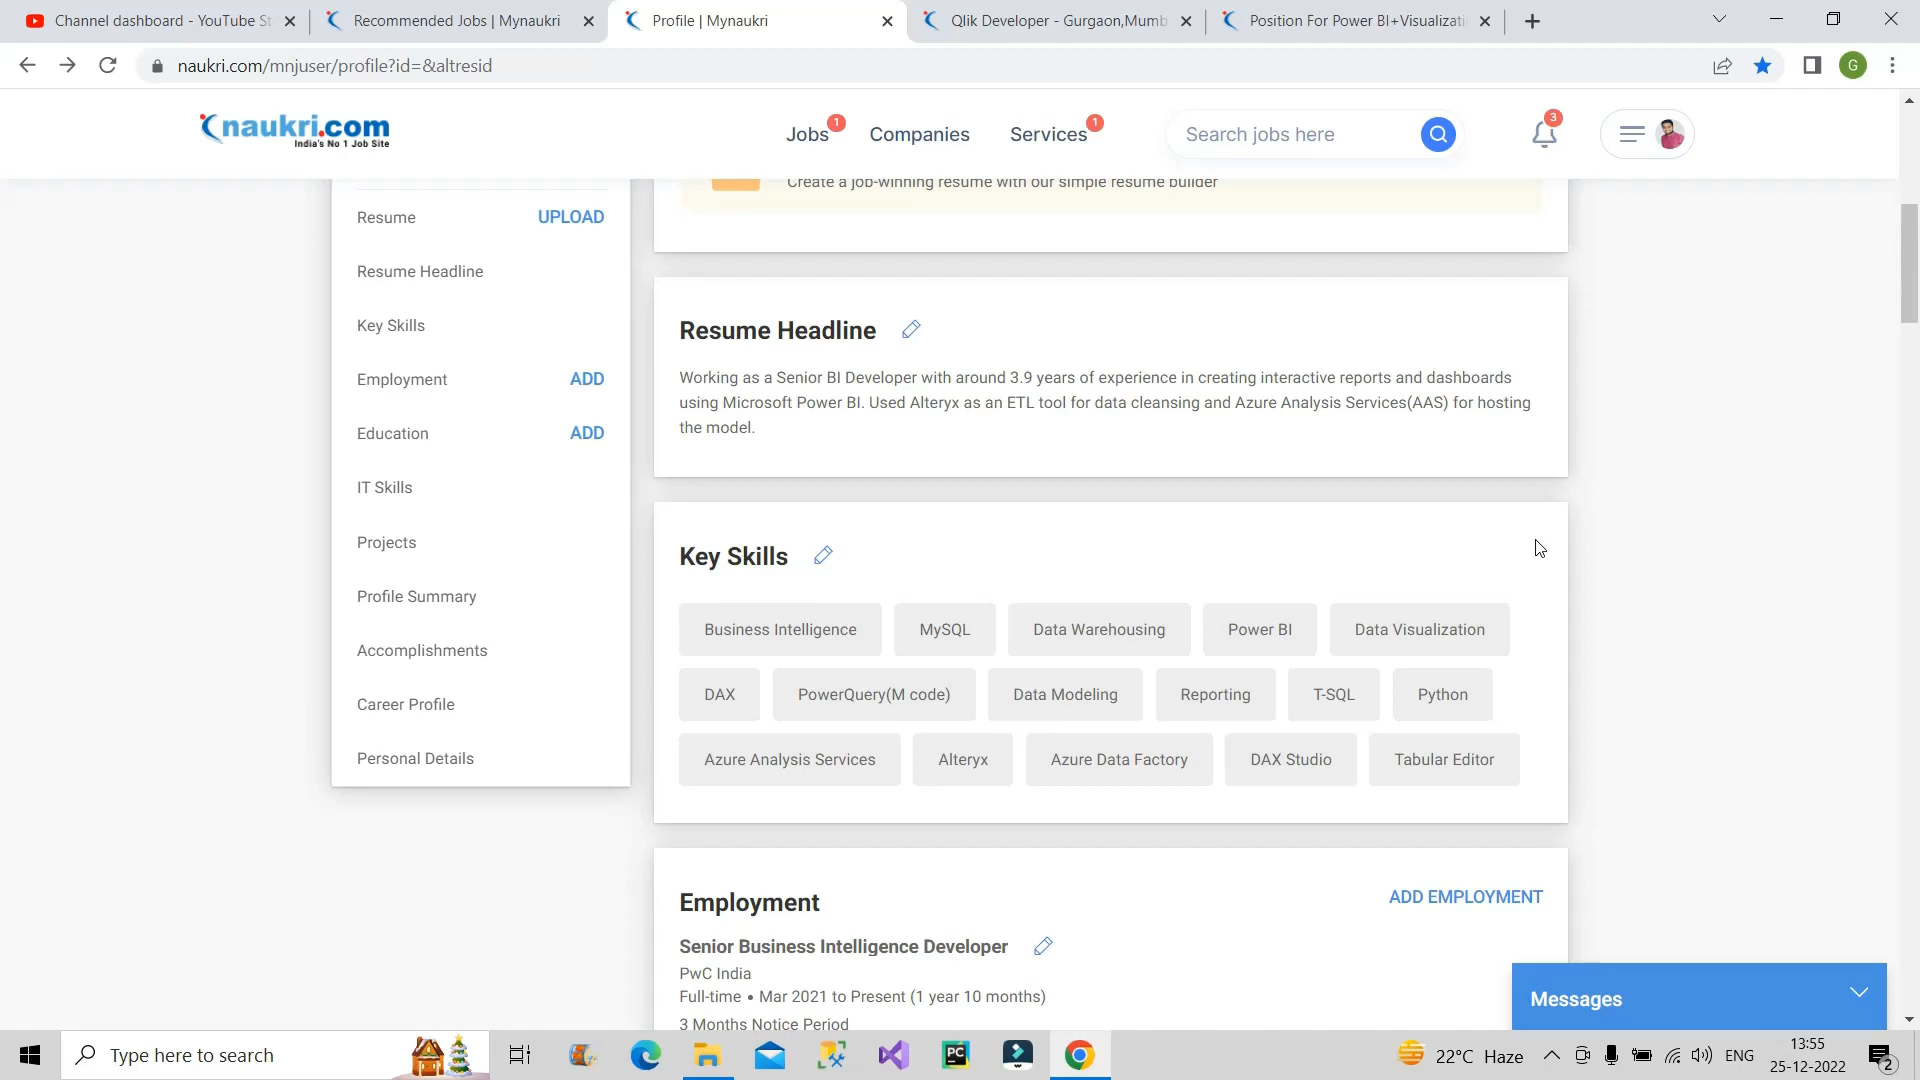 Channel dashboard - YouTube St
Recommended Jobs | Mynaukri
Profile | Mynaukri
Qlik Developer - Gurgaon,Mumb
Position For Power BI+Visualizati
naukri.com/mnjuser/profile?id=&altresid
G
naukri.com
India's No 1 Job Site
Jobs 1
Companies
Services 1
Search jobs here
3
Create a job-winning resume with our simple resume builder
Resume UPLOAD
Resume Headline
Key Skills
Employment ADD
Education ADD
IT Skills
Projects
Profile Summary
Accomplishments
Career Profile
Personal Details
Resume Headline
Working as a Senior BI Developer with around 3.9 years of experience in creating interactive reports and dashboards
using Microsoft Power BI. Used Alteryx as an ETL tool for data cleansing and Azure Analysis Services(AAS) for hosting
the model.
Key Skills
Business Intelligence MySQL Data Warehousing Power BI Data Visualization
DAX PowerQuery(M code) Data Modeling Reporting T-SQL Python
Azure Analysis Services Alteryx Azure Data Factory DAX Studio Tabular Editor
Employment ADD EMPLOYMENT
Senior Business Intelligence Developer
PwC India
Full-time • Mar 2021 to Present (1 year 10 months)
3 Months Notice Period
Messages
Type here to search
PC
22°C Haze
ENG
13:55
25-12-2022
2